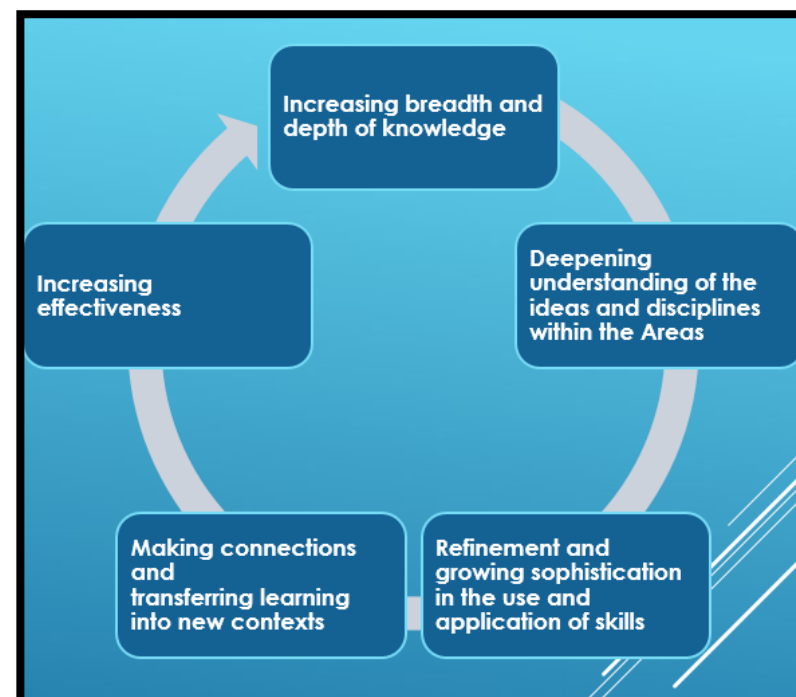 Increasing breadth and
depth of knowledge
Deepening
understanding of the
ideas and disciplines
within the Areas
Refinement and
growing sophistication
in the use and
application of skills
Making connections
and
transferring learning
into new contexts
Increasing
effectiveness